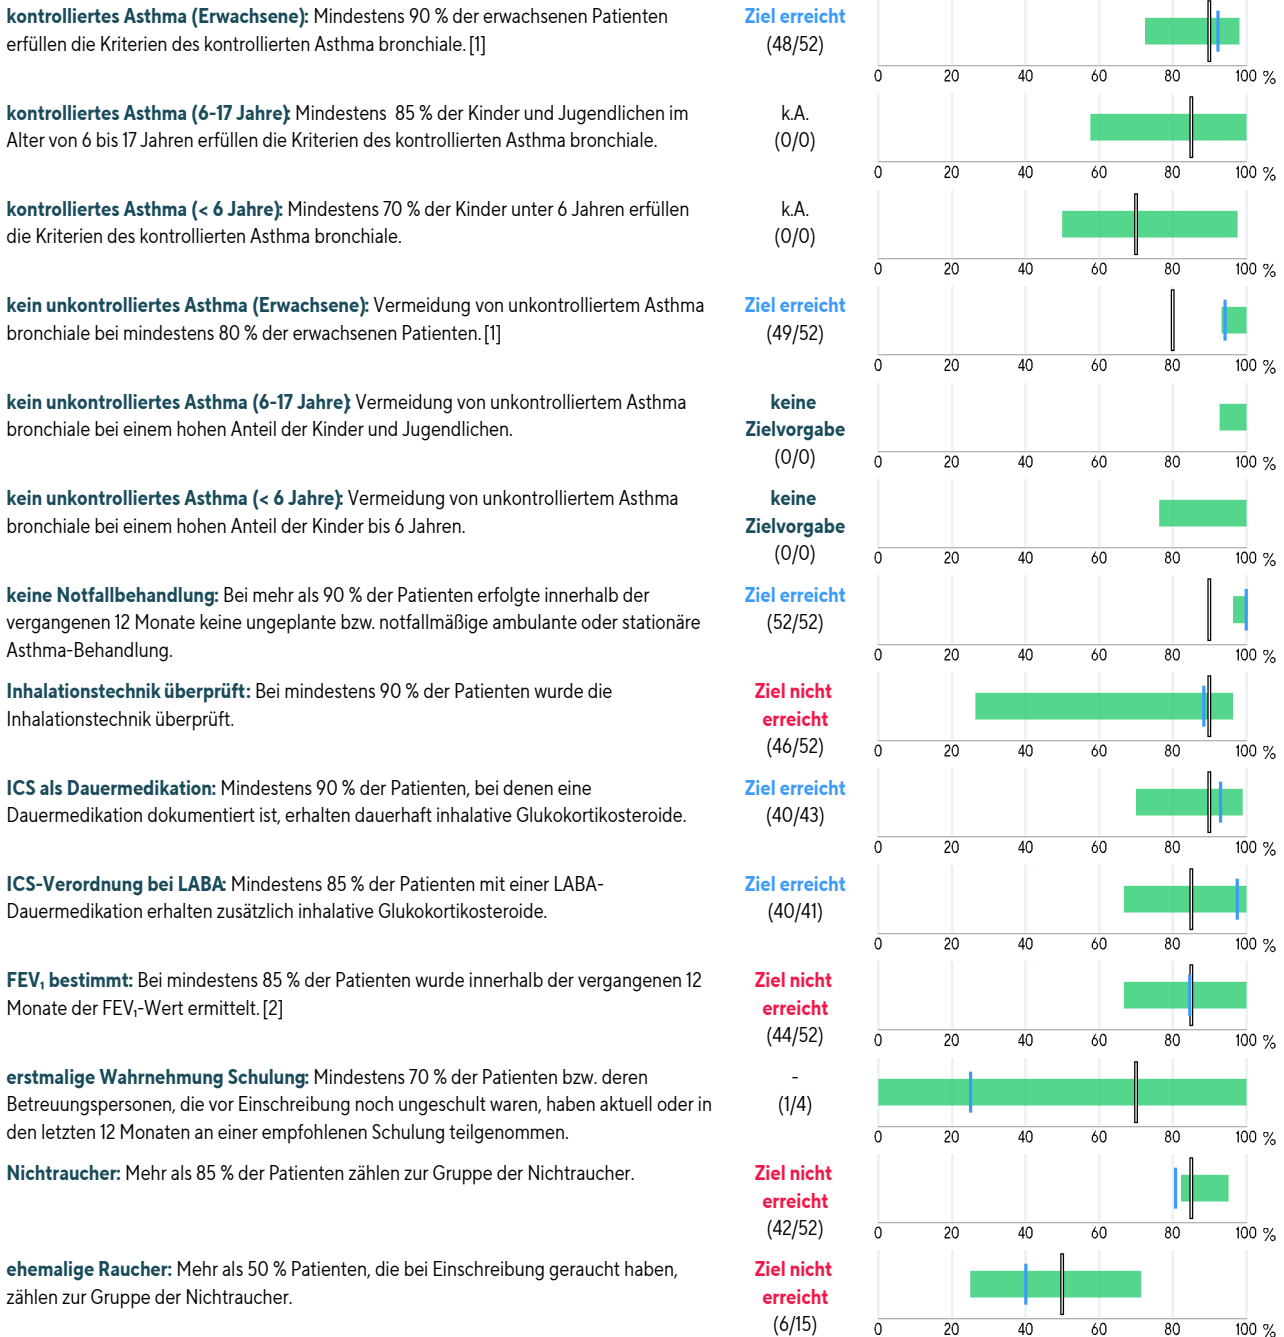 kontrolliertes Asthma (Erwachsene): Mindestens 90 % der erwachsenen Patienten
erfüllen die Kriterien des kontrollierten Asthma bronchiale. [1]
Ziel erreicht
(48/52)
0 20 40 60 80 100 %
kontrolliertes Asthma (6-17 Jahre): Mindestens 85 % der Kinder und Jugendlichen im
Alter von 6 bis 17 Jahren erfüllen die Kriterien des kontrollierten Asthma bronchiale.
k.A.
(0/0)
0 20 40 60 80 100 %
kontrolliertes Asthma (< 6 Jahre): Mindestens 70 % der Kinder unter 6 Jahren erfüllen
die Kriterien des kontrollierten Asthma bronchiale.
k.A.
(0/0)
0 20 40 60 80 100 %
kein unkontrolliertes Asthma (Erwachsene): Vermeidung von unkontrolliertem Asthma
bronchiale bei mindestens 80 % der erwachsenen Patienten. [1]
Ziel erreicht
(49/52)
0 20 40 60 80 100 %
kein unkontrolliertes Asthma (6-17 Jahre): Vermeidung von unkontrolliertem Asthma
bronchiale bei einem hohen Anteil der Kinder und Jugendlichen.
keine
Zielvorgabe
(0/0)
0 20 40 60 80 100 %
kein unkontrolliertes Asthma (< 6 Jahre): Vermeidung von unkontrolliertem Asthma
bronchiale bei einem hohen Anteil der Kinder bis 6 Jahren.
keine
Zielvorgabe
(0/0)
0 20 40 60 80 100 %
keine Notfallbehandlung: Bei mehr als 90 % der Patienten erfolgte innerhalb der
vergangenen 12 Monate keine ungeplante bzw. notfallmäßige ambulante oder stationäre
Asthma-Behandlung.
Ziel erreicht
(52/52)
0 20 40 60 80 100 %
Inhalationstechnik überprüft: Bei mindestens 90 % der Patienten wurde die
Inhalationstechnik überprüft.
Ziel nicht
erreicht
(46/52)
0 20 40 60 80 100 %
ICS als Dauermedikation: Mindestens 90 % der Patienten, bei denen eine
Dauermedikation dokumentiert ist, erhalten dauerhaft inhalative Glukokortikosteroide.
Ziel erreicht
(40/43)
0 20 40 60 80 100 %
ICS-Verordnung bei LABA: Mindestens 85 % der Patienten mit einer LABA-
Dauermedikation erhalten zusätzlich inhalative Glukokortikosteroide.
Ziel erreicht
(40/41)
0 20 40 60 80 100 %
FEV₁ bestimmt: Bei mindestens 85 % der Patienten wurde innerhalb der vergangenen 12
Monate der FEV₁-Wert ermittelt. [2]
Ziel nicht
erreicht
(44/52)
0 20 40 60 80 100 %
erstmalige Wahrnehmung Schulung: Mindestens 70 % der Patienten bzw. deren
Betreuungspersonen, die vor Einschreibung noch ungeschult waren, haben aktuell oder in
den letzten 12 Monaten an einer empfohlenen Schulung teilgenommen.
-
(1/4)
0 20 40 60 80 100 %
Nichtraucher: Mehr als 85 % der Patienten zählen zur Gruppe der Nichtraucher.
Ziel nicht
erreicht
(42/52)
0 20 40 60 80 100 %
ehemalige Raucher: Mehr als 50 % Patienten, die bei Einschreibung geraucht haben,
zählen zur Gruppe der Nichtraucher.
Ziel nicht
erreicht
(6/15)
0 20 40 60 80 100 %